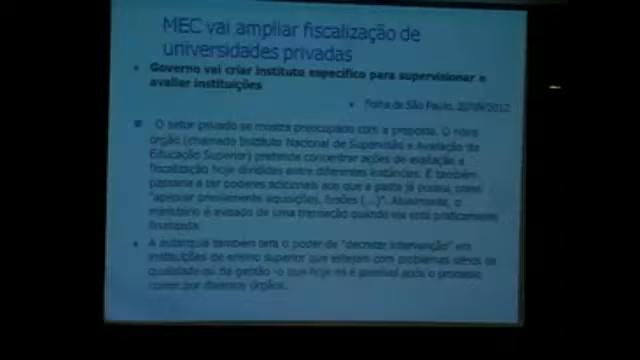 MEC vai ampliar fiscalização de
universidades privadas
Governo vai criar instituto específico para supervisionar e
avaliar instituições
Folha de São Paulo, 2012
O setor privado se mostra preocupado com a proposta. O novo
órgão (chamado Instituto Nacional de Supervisão e Avaliação da
Educação Superior) pretende concentrar ações de avaliação e
fiscalização hoje divididas entre diferentes instâncias. E também
passaria a ter poderes adicionais aos que a pasta já possui, como
"aprovar previamente aquisições, fusões (...)". Atualmente, o
ministério é avisado de uma transação quando ela está praticamente
finalizada.
A autarquia também terá o poder de "decretar intervenção" em
instituições de ensino superior que estejam com problemas sérios de
qualidade ou de gestão -o que hoje só é possível após o processo
correr por diversos órgãos.